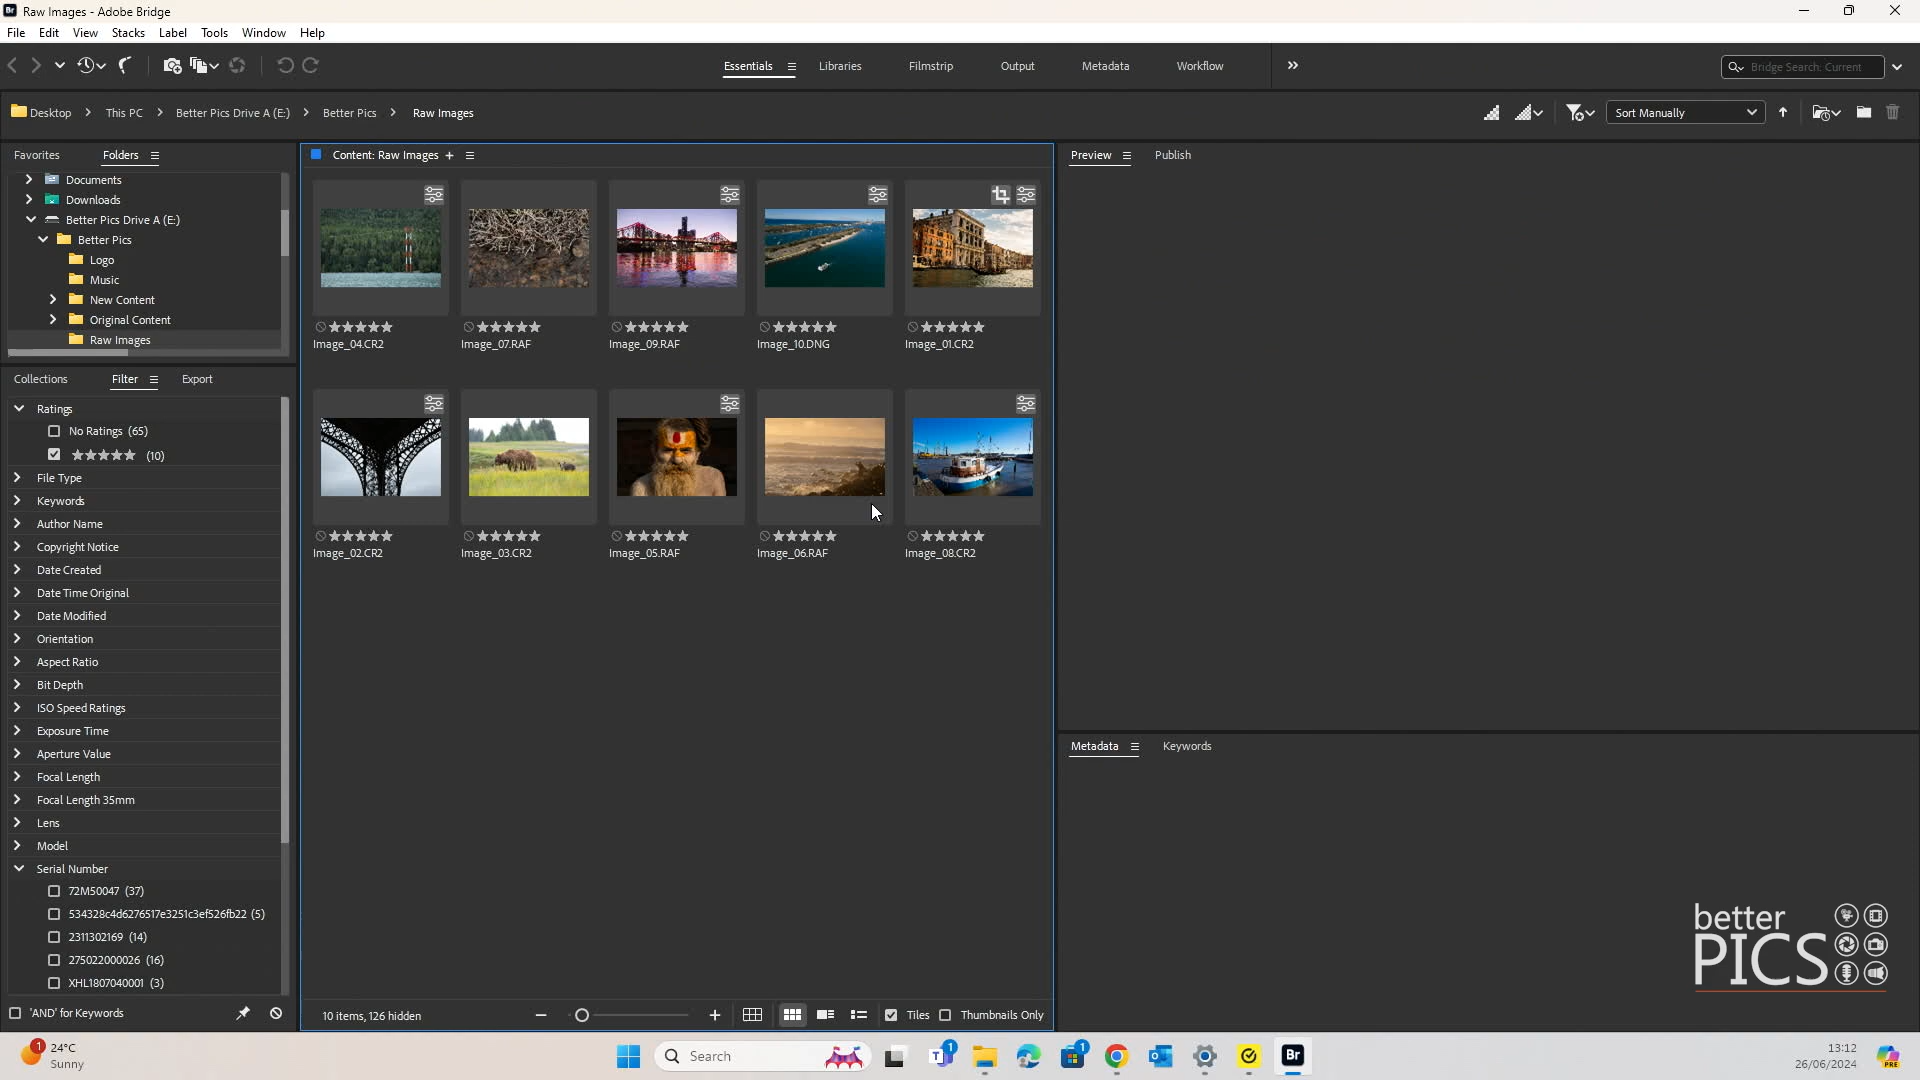 Br Raw Images - Adobe Bridge
File Edit View Stacks Label Tools Window Help
Essentials Libraries Filmstrip Output Metadata Workflow
Bridge Search: Current
Desktop This PC Better Pics Drive A (E:) Better Pics Raw Images
Sort Manually
Favorites Folders
Documents
Downloads
Better Pics Drive A (E:)
Better Pics
Logo
Music
New Content
Original Content
Raw Images
Collections Filter Export
Ratings
No Ratings (65)
★★★★★ (10)
File Type
Keywords
Author Name
Copyright Notice
Date Created
Date Time Original
Date Modified
Orientation
Aspect Ratio
Bit Depth
ISO Speed Ratings
Exposure Time
Aperture Value
Focal Length
Focal Length 35mm
Lens
Model
Serial Number
72M50047 (37)
534328c4d6276517e3251c3ef526fb22 (5)
2311302169 (14)
275022000026 (16)
XHL1807040001 (3)
'AND' for Keywords
Content: Raw Images
Image_04.CR2 Image_07.RAF Image_09.RAF Image_10.DNG Image_01.CR2
Image_02.CR2 Image_03.CR2 Image_05.RAF Image_06.RAF Image_08.CR2
10 items, 126 hidden
Tiles Thumbnails Only
Preview Publish
Metadata Keywords
better
PICS
1 24°C
Sunny
Search
T 1
1
Br
13:12
26/06/2024
PRE